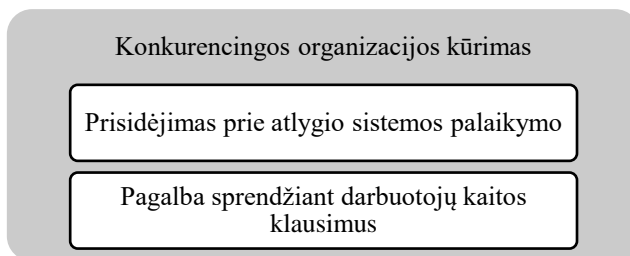 Konkurencingos organizacijos kūrimas
Prisidėjimas prie atlygio sistemos palaikymo
Pagalba sprendžiant darbuotojų kaitos
klausimus